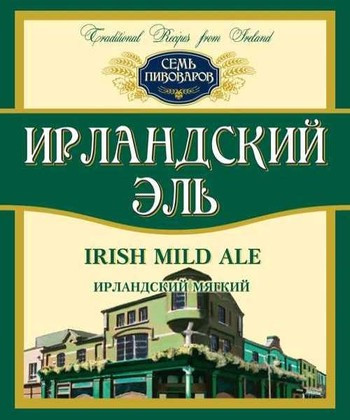 Traditional Recipes from Ireland
СЕМЬ
ПИВОВАРОВ
ИРЛАНДСКИЙ
ЭЛЬ
IRISH MILD ALE
ИРЛАНДСКИЙ МЯГКИЙ